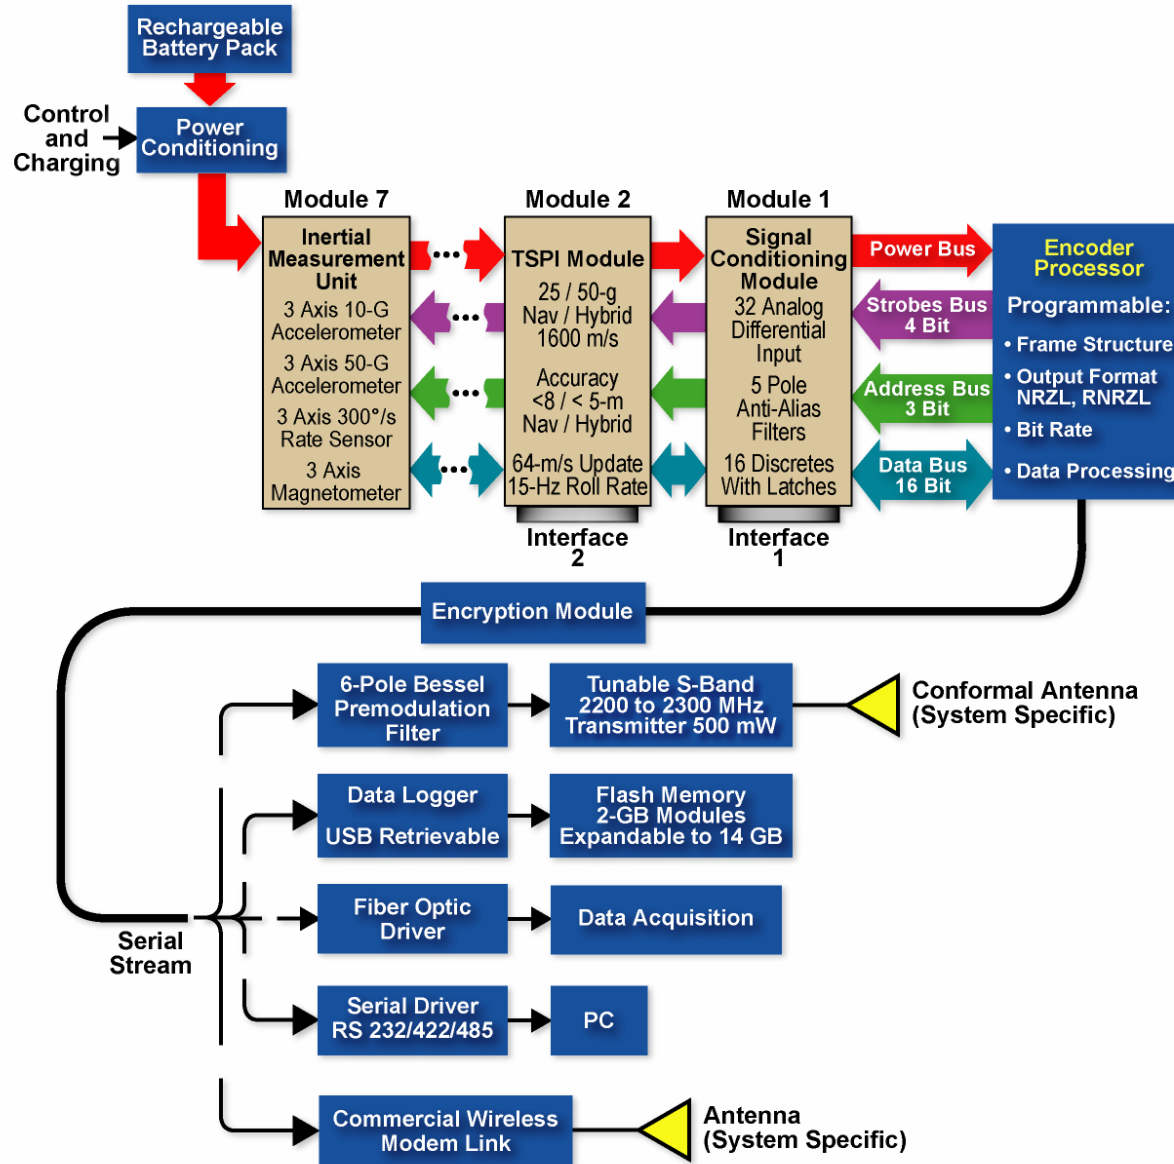 Rechargeable
Battery Pack
Control
and
Charging
Power
Conditioning
Module 7
Inertial
Measurement
Unit
3 Axis 10-G
Accelerometer
3 Axis 50-G
Accelerometer
3 Axis 300°/s
Rate Sensor
3 Axis
Magnetometer
...
...
...
...
Module 2
TSPI Module
25 / 50-g
Nav / Hybrid
1600 m/s
Accuracy
<8 / < 5-m
Nav / Hybrid
64-m/s Update
15-Hz Roll Rate
Interface
2
Module 1
Signal
Conditioning
Module
32 Analog
Differential
Input
5 Pole
Anti-Alias
Filters
16 Discretes
With Latches
Interface
1
Power Bus
Strobes Bus
4 Bit
Address Bus
3 Bit
Data Bus
16 Bit
Encoder
Processor
Programmable:
• Frame Structure
• Output Format
NRZL, RNRZL
• Bit Rate
• Data Processing
Encryption Module
Serial
Stream
6-Pole Bessel
Premodulation
Filter
Tunable S-Band
2200 to 2300 MHz
Transmitter 500 mW
Conformal Antenna
(System Specific)
Data Logger
USB Retrievable
Flash Memory
2-GB Modules
Expandable to 14 GB
Fiber Optic
Driver
Data Acquisition
Serial Driver
RS 232/422/485
PC
Commercial Wireless
Modem Link
Antenna
(System Specific)